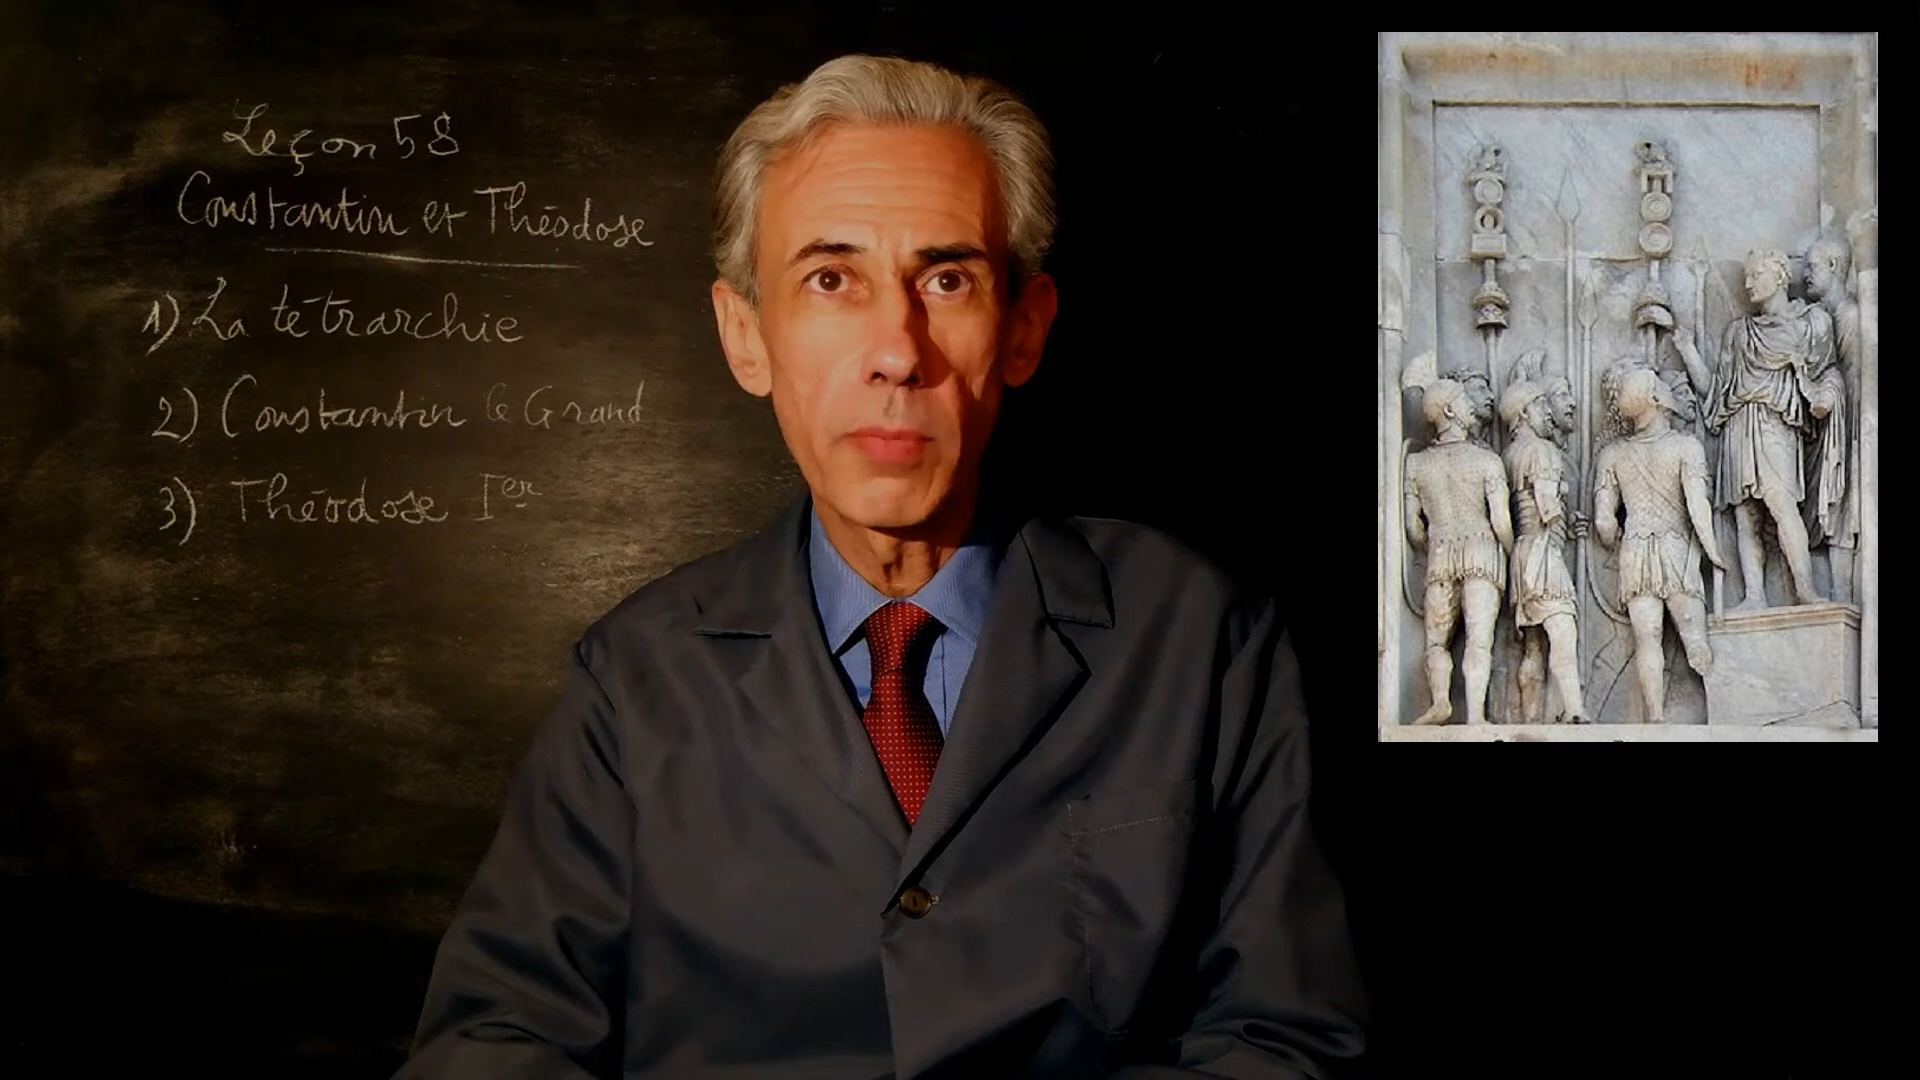 Leçon 58
Constantin et Théodose
1) La tétrarchie
2) Constantin le Grand
3) Théodose Ier